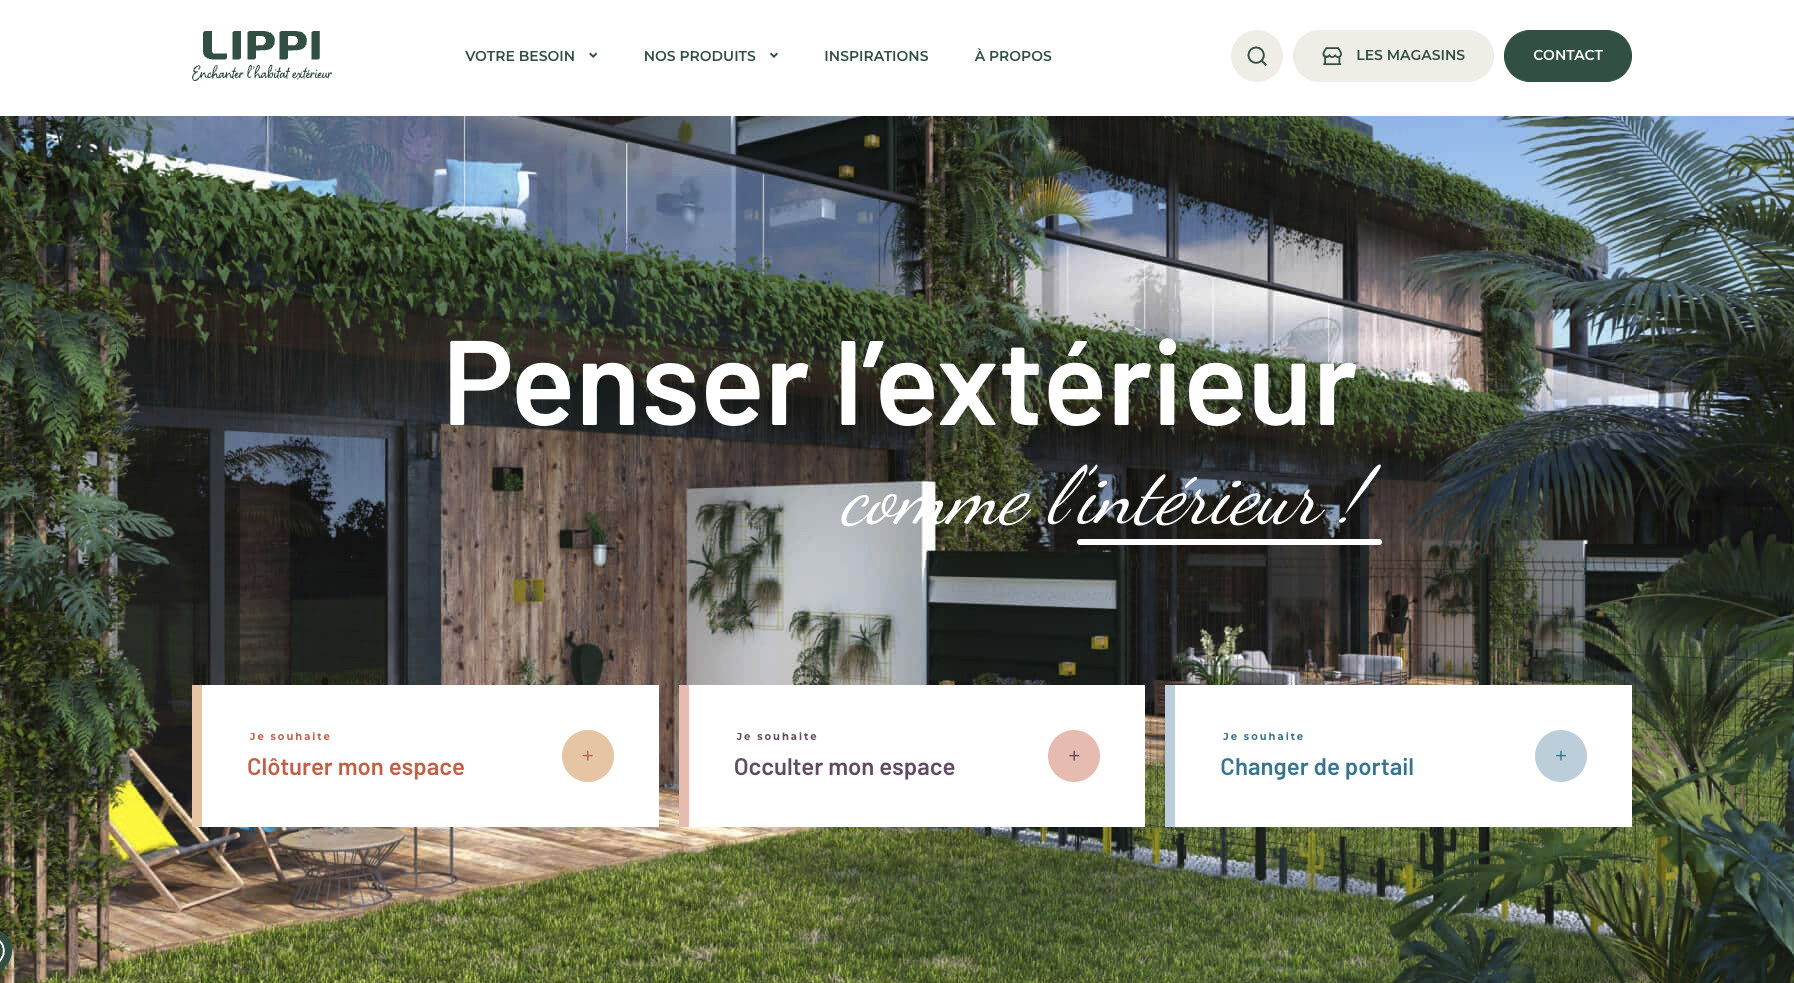 LIPPI
Enchanter l'habitat extérieur
VOTRE BESOIN
NOS PRODUITS
INSPIRATIONS
À PROPOS
LES MAGASINS
CONTACT
Penser l’extérieur
comme l’intérieur !
Je souhaite
Clôturer mon espace
+
Je souhaite
Occulter mon espace
+
Je souhaite
Changer de portail
+